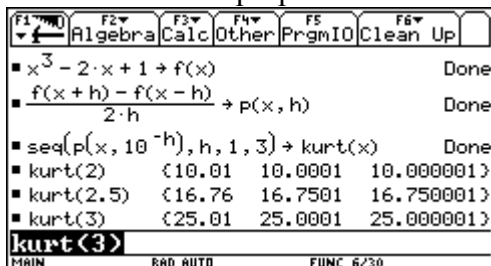 F1 F2 F3 F4 F5 F6
Algebra Calc Other PrgmIO Clean Up
▪ x³ − 2·x + 1 → f(x) Done
▪ f(x + h) − f(x − h) / 2·h → p(x, h) Done
▪ seq(p(x, 10⁻ʰ), h, 1, 3) → kurt(x) Done
▪ kurt(2) {10.01 10.0001 10.000001}
▪ kurt(2.5) {16.76 16.7501 16.750001}
▪ kurt(3) {25.01 25.0001 25.000001}
kurt(3)
MAIN RAD AUTO FUNC 6/30